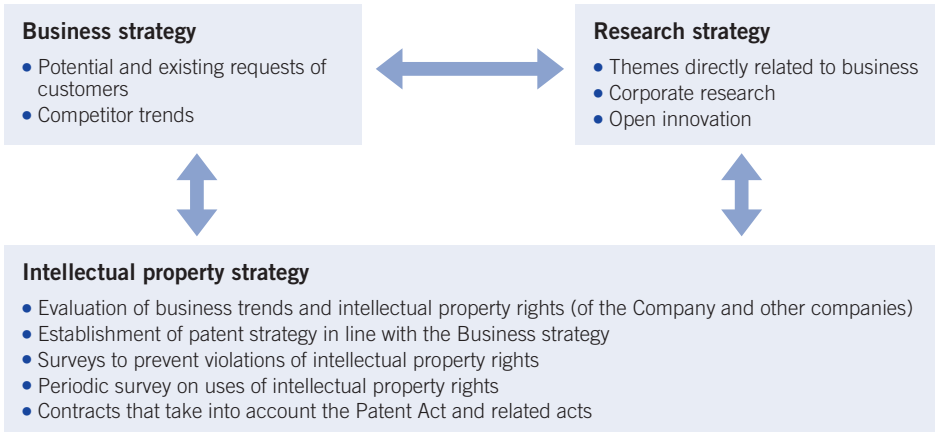 Business strategy
• Potential and existing requests of
customers
• Competitor trends
Research strategy
• Themes directly related to business
• Corporate research
• Open innovation
Intellectual property strategy
• Evaluation of business trends and intellectual property rights (of the Company and other companies)
• Establishment of patent strategy in line with the Business strategy
• Surveys to prevent violations of intellectual property rights
• Periodic survey on uses of intellectual property rights
• Contracts that take into account the Patent Act and related acts